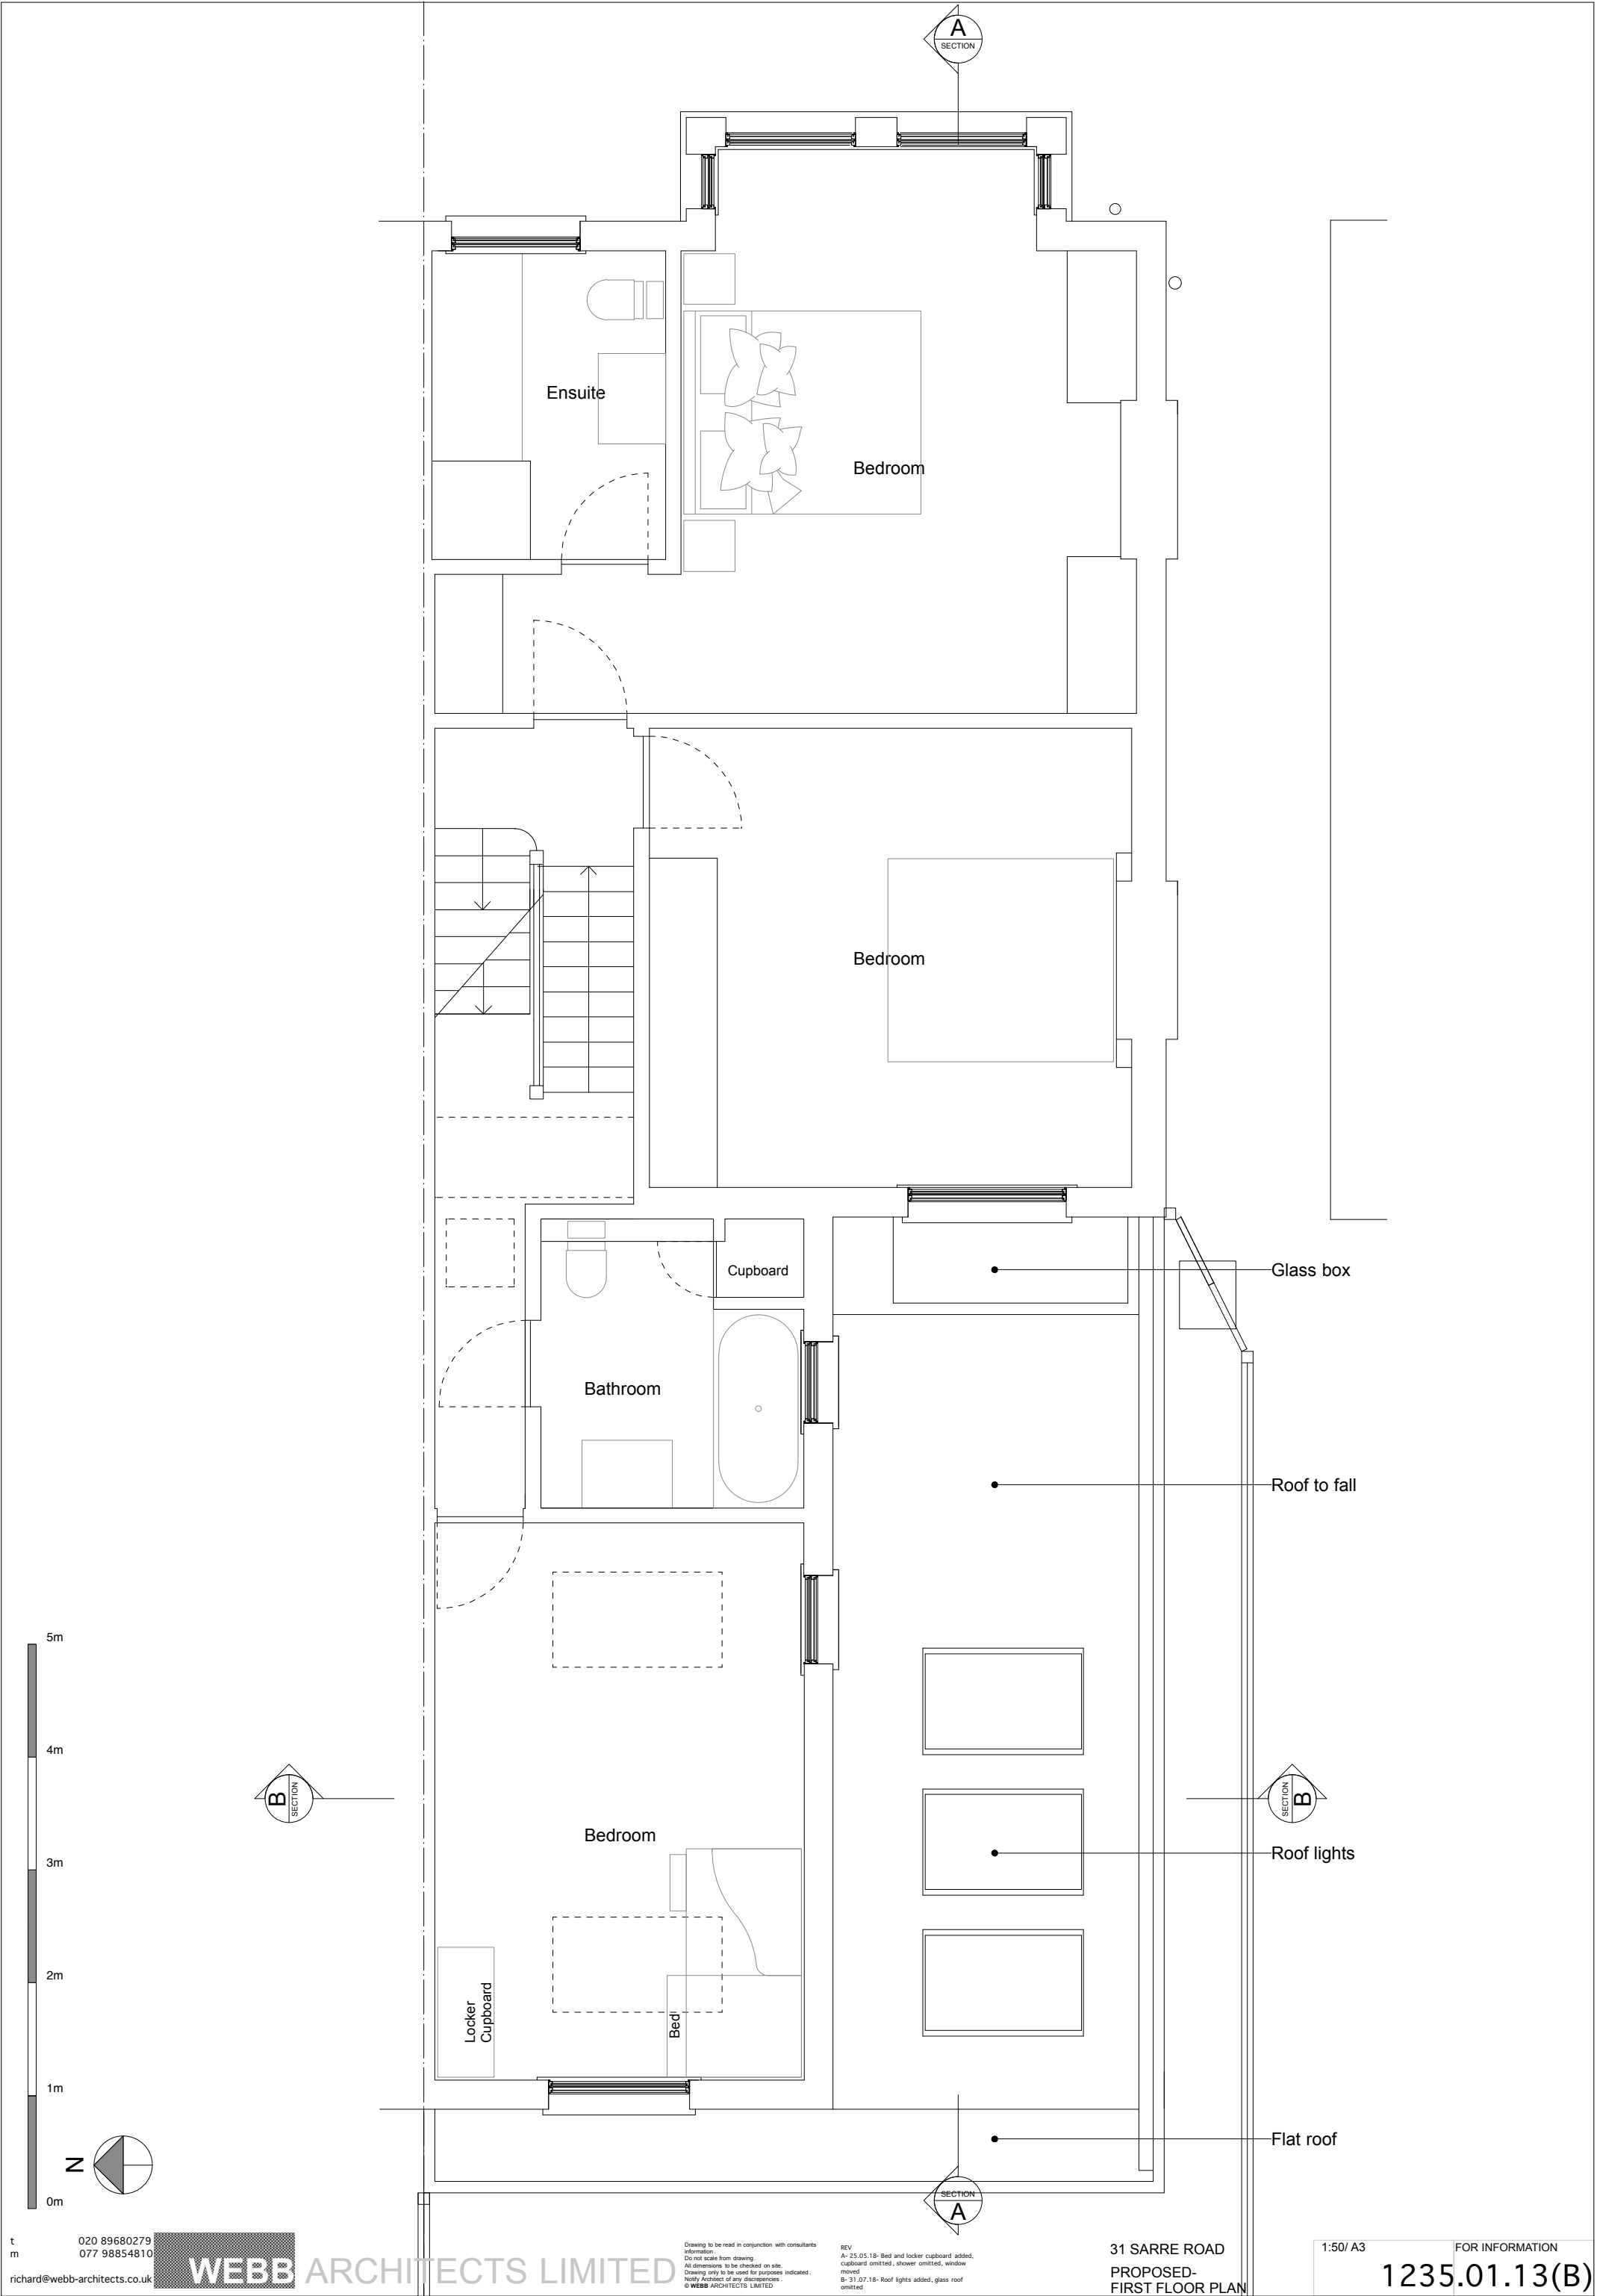 A
SECTION
Ensuite
Bedroom
Bedroom
Cupboard
Glass box
Bathroom
Roof to fall
5m
4m
B
SECTION
SECTION
B
Bedroom
Roof lights
3m
2m
Locker
Cupboard
Bed
1m
Flat roof
N
0m
SECTION
A
t 020 89680279
m 077 98854810
richard@webb-architects.co.uk
WEBB ARCHITECTS LIMITED
Drawing to be read in conjunction with consultants
information.
Do not scale from drawing.
All dimensions to be checked on site.
Drawing only to be used for purposes indicated.
Notify Architect of any discrepencies.
© WEBB ARCHITECTS LIMITED
REV
A- 25.05.18- Bed and locker cupboard added,
cupboard omitted, shower omitted, window
moved
B- 31.07.18- Roof lights added, glass roof
omitted
31 SARRE ROAD
PROPOSED-
FIRST FLOOR PLAN
1:50/ A3
FOR INFORMATION
1235.01.13(B)